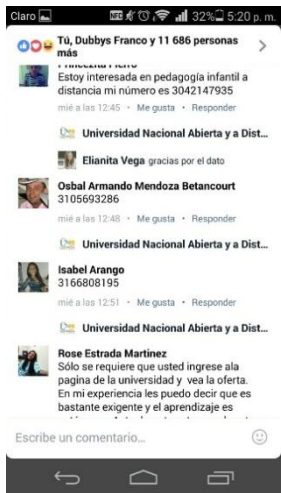 Claro 32% 5:20 p. m.
Tú, Dubbys Franco y 11 686 personas
más
Estoy interesada en pedagogía infantil a
distancia mi número es 3042147935
mié a las 12:45 • Me gusta • Responder
Universidad Nacional Abierta y a Dist...
Elianita Vega gracias por el dato
Osbal Armando Mendoza Betancourt
3105693286
mié a las 12:48 • Me gusta • Responder
Universidad Nacional Abierta y a Dist...
Isabel Arango
3166808195
mié a las 12:51 • Me gusta • Responder
Universidad Nacional Abierta y a Dist...
Rose Estrada Martinez
Sólo se requiere que usted ingrese ala
pagina de la universidad y vea la oferta.
En mi experiencia les puedo decir que es
bastante exigente y el aprendizaje es
Escribe un comentario...